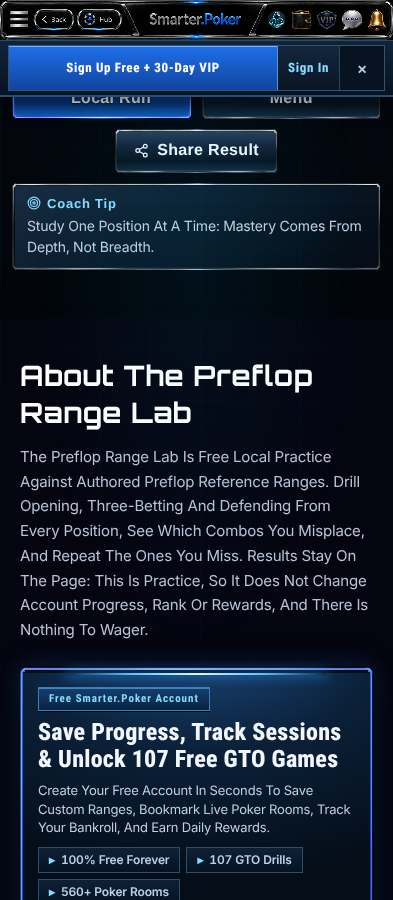 Back
Hub
Smarter.Poker
VIP
Sign Up Free + 30-Day VIP
Sign In
×
Local Run
Menu
Share Result
Coach Tip
Study One Position At A Time: Mastery Comes From
Depth, Not Breadth.
About The Preflop
Range Lab
The Preflop Range Lab Is Free Local Practice
Against Authored Preflop Reference Ranges. Drill
Opening, Three-Betting And Defending From
Every Position, See Which Combos You Misplace,
And Repeat The Ones You Miss. Results Stay On
The Page: This Is Practice, So It Does Not Change
Account Progress, Rank Or Rewards, And There Is
Nothing To Wager.
Free Smarter.Poker Account
Save Progress, Track Sessions
& Unlock 107 Free GTO Games
Create Your Free Account In Seconds To Save
Custom Ranges, Bookmark Live Poker Rooms, Track
Your Bankroll, And Earn Daily Rewards.
▸ 100% Free Forever
▸ 107 GTO Drills
▸ 560+ Poker Rooms